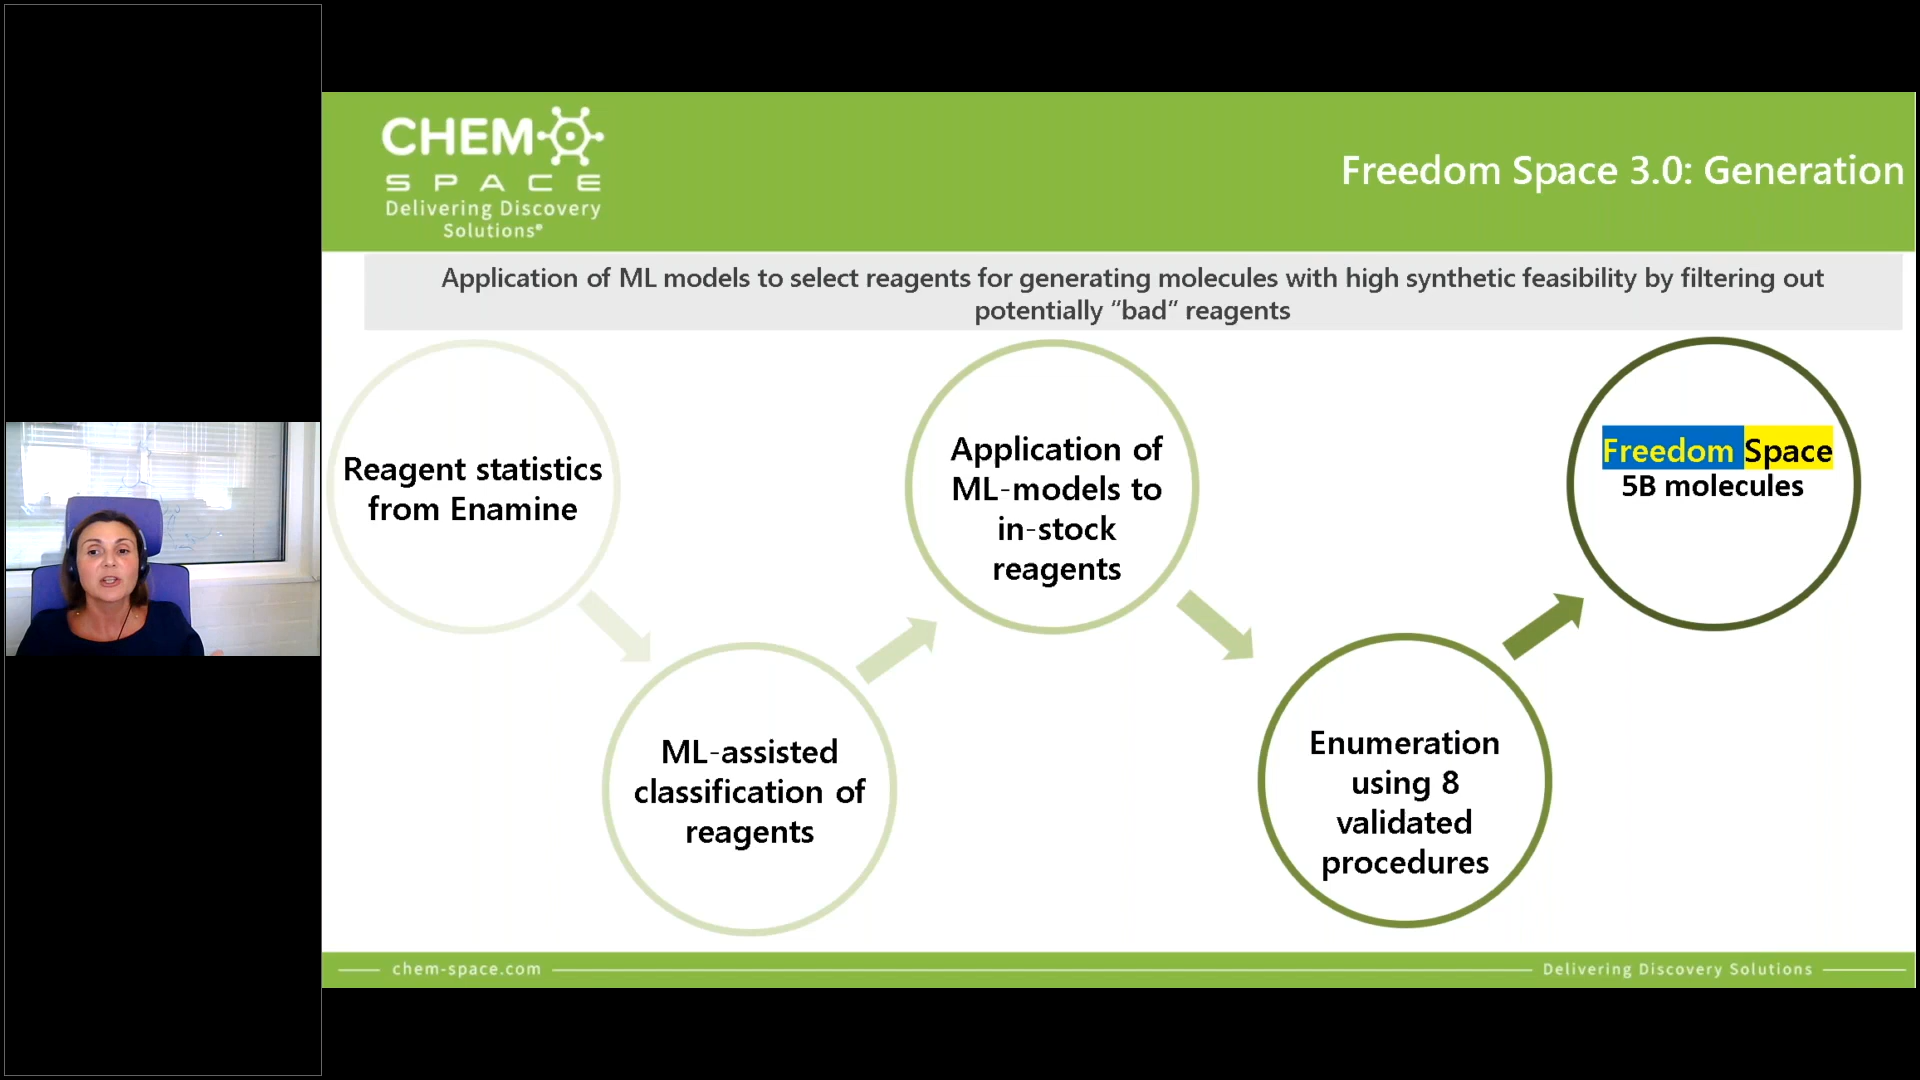 CHEM
SPACE
Delivering Discovery
Solutions®
Freedom Space 3.0: Generation
Application of ML models to select reagents for generating molecules with high synthetic feasibility by filtering out
potentially “bad” reagents
Reagent statistics
from Enamine
ML-assisted
classification of
reagents
Application of
ML-models to
in-stock
reagents
Enumeration
using 8
validated
procedures
Freedom Space
5B molecules
chem-space.com
Delivering Discovery Solutions